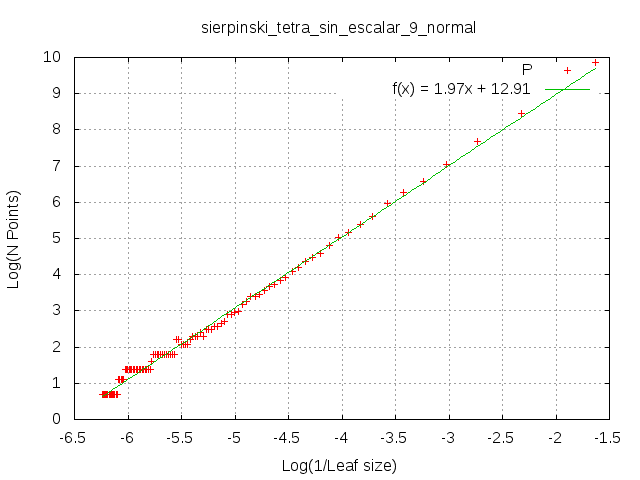 sierpinski_tetra_sin_escalar_9_normal
P
f(x) = 1.97x + 12.91
Log(N Points)
10
9
8
7
6
5
4
3
2
1
0
-6.5 -6 -5.5 -5 -4.5 -4 -3.5 -3 -2.5 -2 -1.5
Log(1/Leaf size)